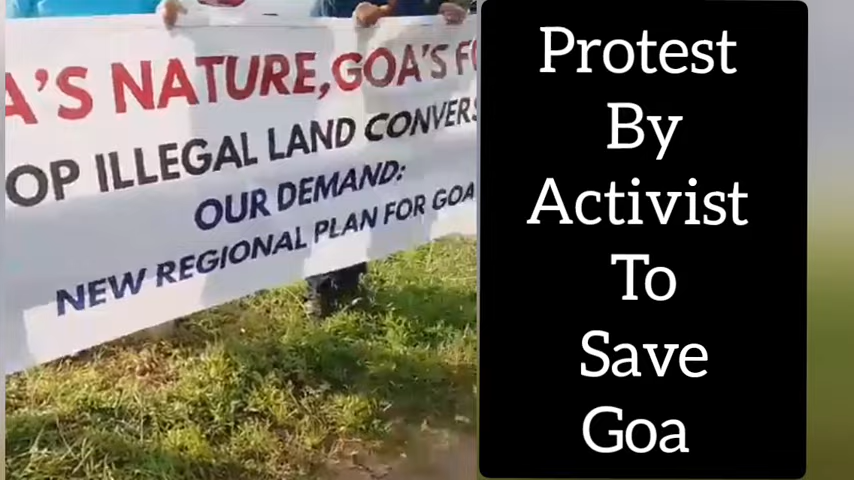 A'S NATURE, GOA'S F
OP ILLEGAL LAND CONVERS
OUR DEMAND:
NEW REGIONAL PLAN FOR GOA
Protest
By
Activist
To
Save
Goa